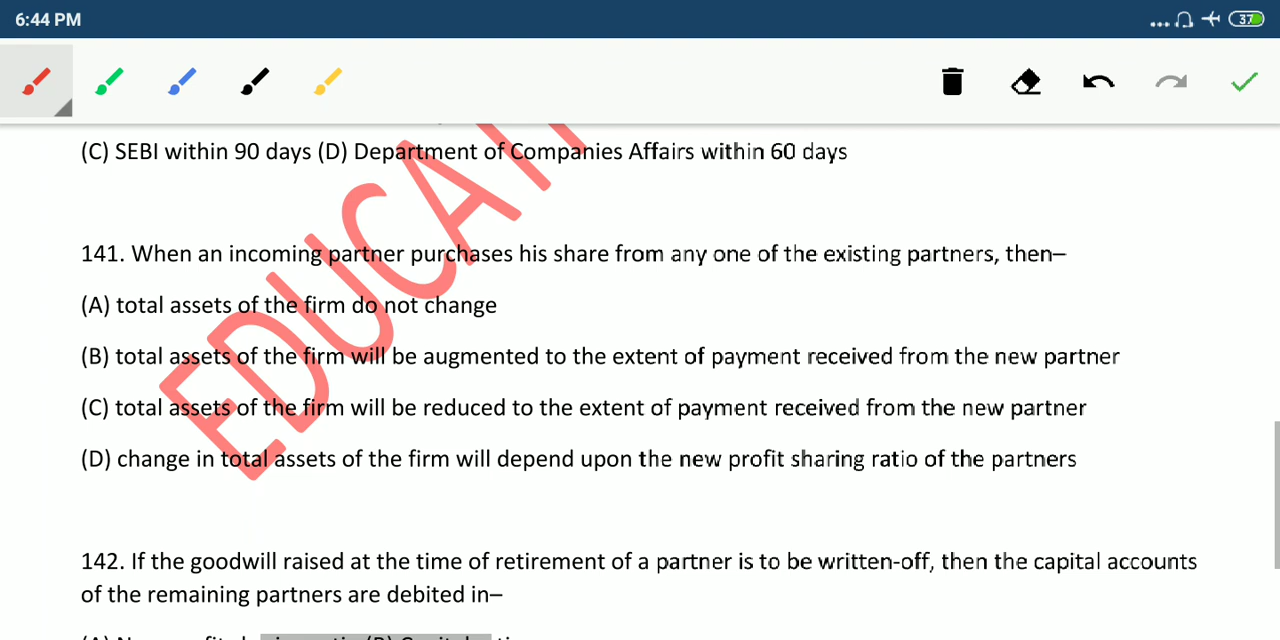 6:44 PM
37
(C) SEBI within 90 days (D) Department of Companies Affairs within 60 days
EDUCAT
141. When an incoming partner purchases his share from any one of the existing partners, then–
(A) total assets of the firm do not change
(B) total assets of the firm will be augmented to the extent of payment received from the new partner
(C) total assets of the firm will be reduced to the extent of payment received from the new partner
(D) change in total assets of the firm will depend upon the new profit sharing ratio of the partners
142. If the goodwill raised at the time of retirement of a partner is to be written-off, then the capital accounts
of the remaining partners are debited in–